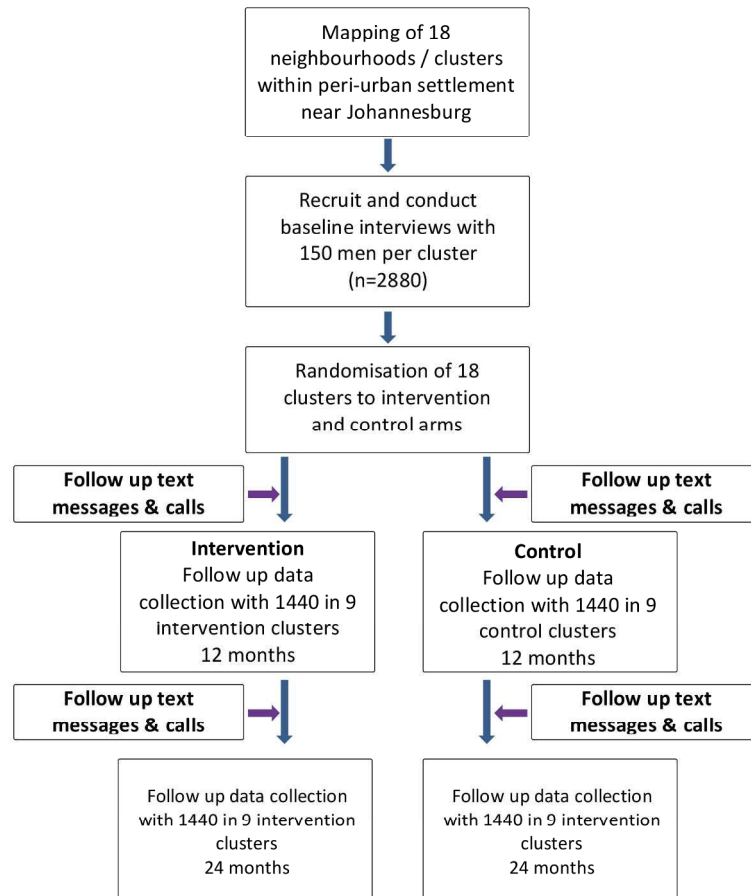 Mapping of 18
neighbourhoods / clusters
within peri-urban settlement
near Johannesburg
Recruit and conduct
baseline interviews with
150 men per cluster
(n=2880)
Randomisation of 18
clusters to intervention
and control arms
Follow up text
messages & calls
Follow up text
messages & calls
Intervention
Follow up data
collection with 1440 in 9
intervention clusters
12 months
Control
Follow up data
collection with 1440 in 9
control clusters
12 months
Follow up text
messages & calls
Follow up text
messages & calls
Follow up data collection
with 1440 in 9 intervention
clusters
24 months
Follow up data collection
with 1440 in 9 intervention
clusters
24 months